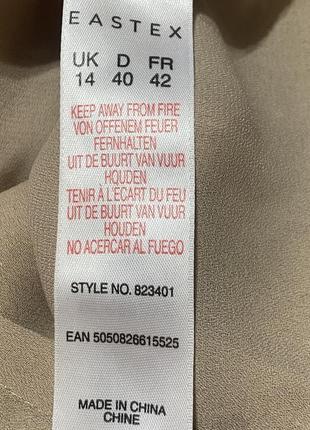 EASTEX
UK D FR
14 40 42
KEEP AWAY FROM FIRE
VON OFFENEM FEUER
FERNHALTEN
UIT DE BUURT VAN VUUR
HOUDEN
TENIR À L'ÉCART DU FEU
UIT DE BUURT VAN VUUR
HOUDEN
NO ACERCAR AL FUEGO
STYLE NO. 823401
EAN 5050826615525
MADE IN CHINA
CHINE